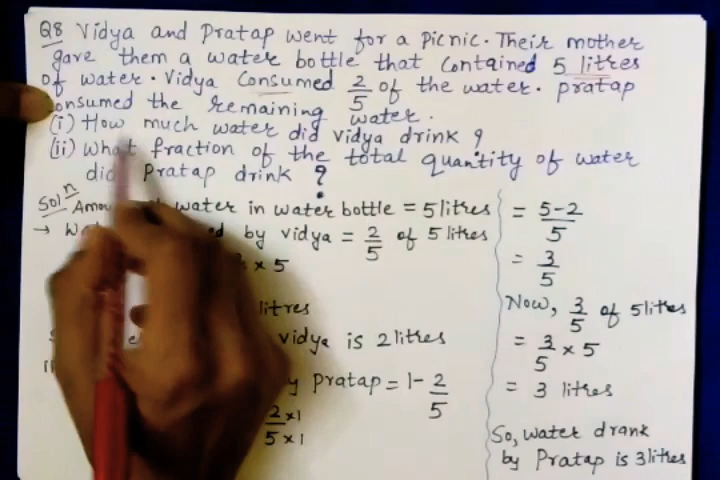 Q8 Vidya and Pratap went for a picnic. Their mother
gave them a water bottle that contained 5 litres
of water. Vidya consumed 2/5 of the water. Pratap
consumed the remaining water.
(i) How much water did Vidya drink?
(ii) What fraction of the total quantity of water
did Pratap drink?
Solⁿ water in water bottle = 5 litres
→ by vidya = 2/5 of 5 litres
× 5
litres
vidya is 2 litres
Pratap = 1 - 2/5
2×1
5×1
= 5-2/5
= 3/5
Now, 3/5 of 5 litres
= 3/5 × 5
= 3 litres
So, water drank
by Pratap is 3 litres